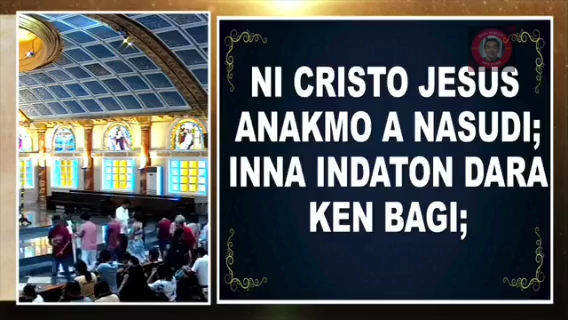 NI CRISTO JESUS
ANAKMO A NASUDI;
INNA INDATON DARA
KEN BAGI;